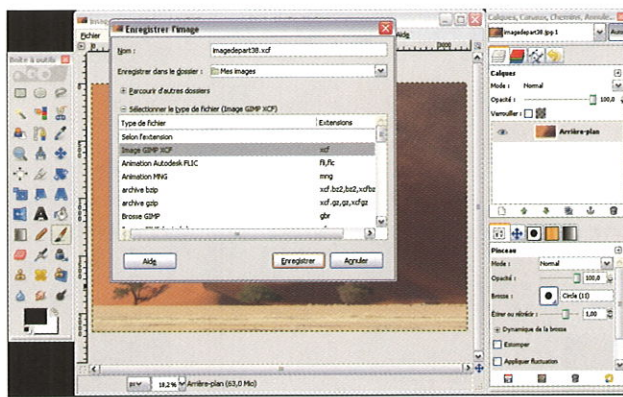 Enregistrer l'image
Nom :
imagedepart38.xcf
Enregistrer dans le dossier :
Mes images
Parcourir d'autres dossiers
Sélectionner le type de fichier (Image GIMP XCF)
Type de fichier
Extensions
Selon l'extension
Image GIMP XCF
xcf
Animation Autodesk FLIC
fli,flc
Animation MNG
mng
archive bzip
xcf.bz2,bz2,xcfbz
archive gzip
xcf.gz,gz,xcfgz
Brosse GIMP
gbr
Aide
Enregistrer
Annuler
Fichier
Boîte à outils
18,2%
Arrière-plan (63,0 Mio)
Calques, Canaux, Chemins, Annule...
imagedepart38.jpg-1
Calques
Mode :
Normal
Opacité :
100,0
Verrouiller :
Arrière-plan
Pinceau
Mode :
Normal
Opacité :
100,0
Brosse :
Circle (11)
Étirer ou rétrécir :
1,00
Dynamique de la brosse
Estomper
Appliquer fluctuation